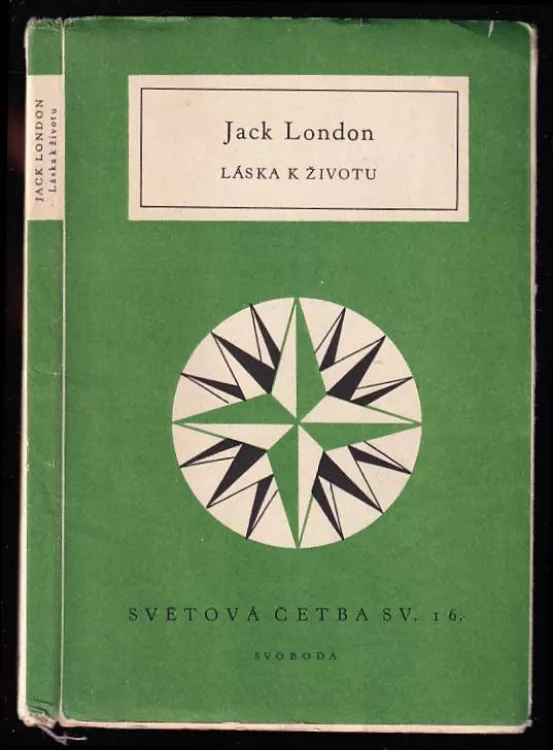 JACK LONDON
Láska k životu
Jack London
LÁSKA K ŽIVOTU
SVĚTOVÁ ČETBA SV. 16.
SVOBODA